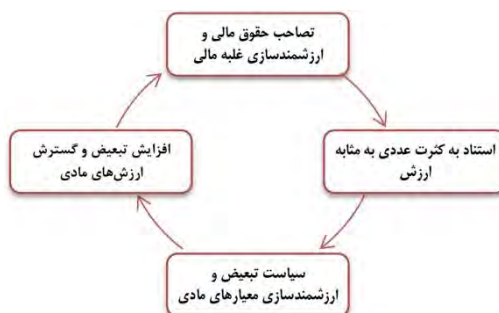 تصاحب حقوق مالی و
ارزشمندسازی غلبه مالی
استناد به کثرت عددی به مثابه
ارزش
سیاست تبعیض و
ارزشمندسازی معیارهای مادی
افزایش تبعیض و گسترش
ارزش‌های مادی